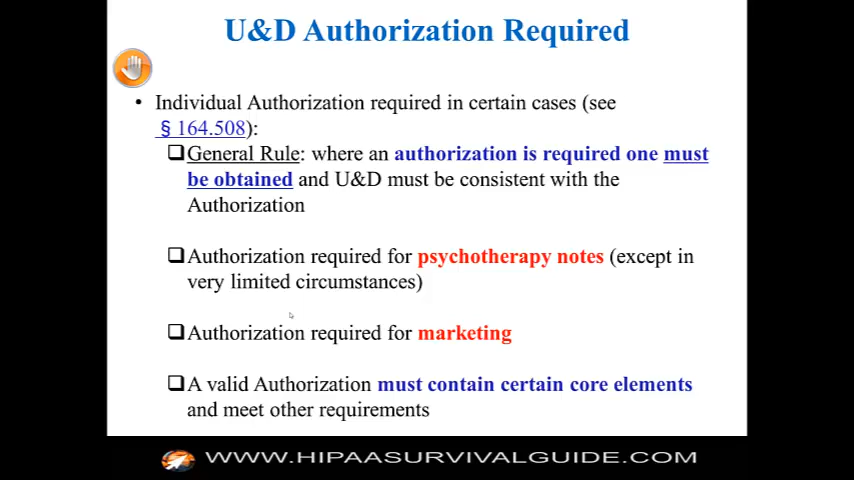 U&D Authorization Required
• Individual Authorization required in certain cases (see
§ 164.508):
❑General Rule: where an authorization is required one must
be obtained and U&D must be consistent with the
Authorization
❑Authorization required for psychotherapy notes (except in
very limited circumstances)
❑Authorization required for marketing
❑A valid Authorization must contain certain core elements
and meet other requirements
WWW.HIPAASURVIVALGUIDE.COM